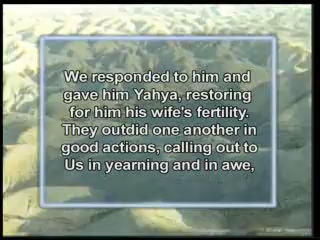 We responded to him and
gave him Yahya, restoring
for him his wife's fertility.
They outdid one another in
good actions, calling out to
Us in yearning and in awe,